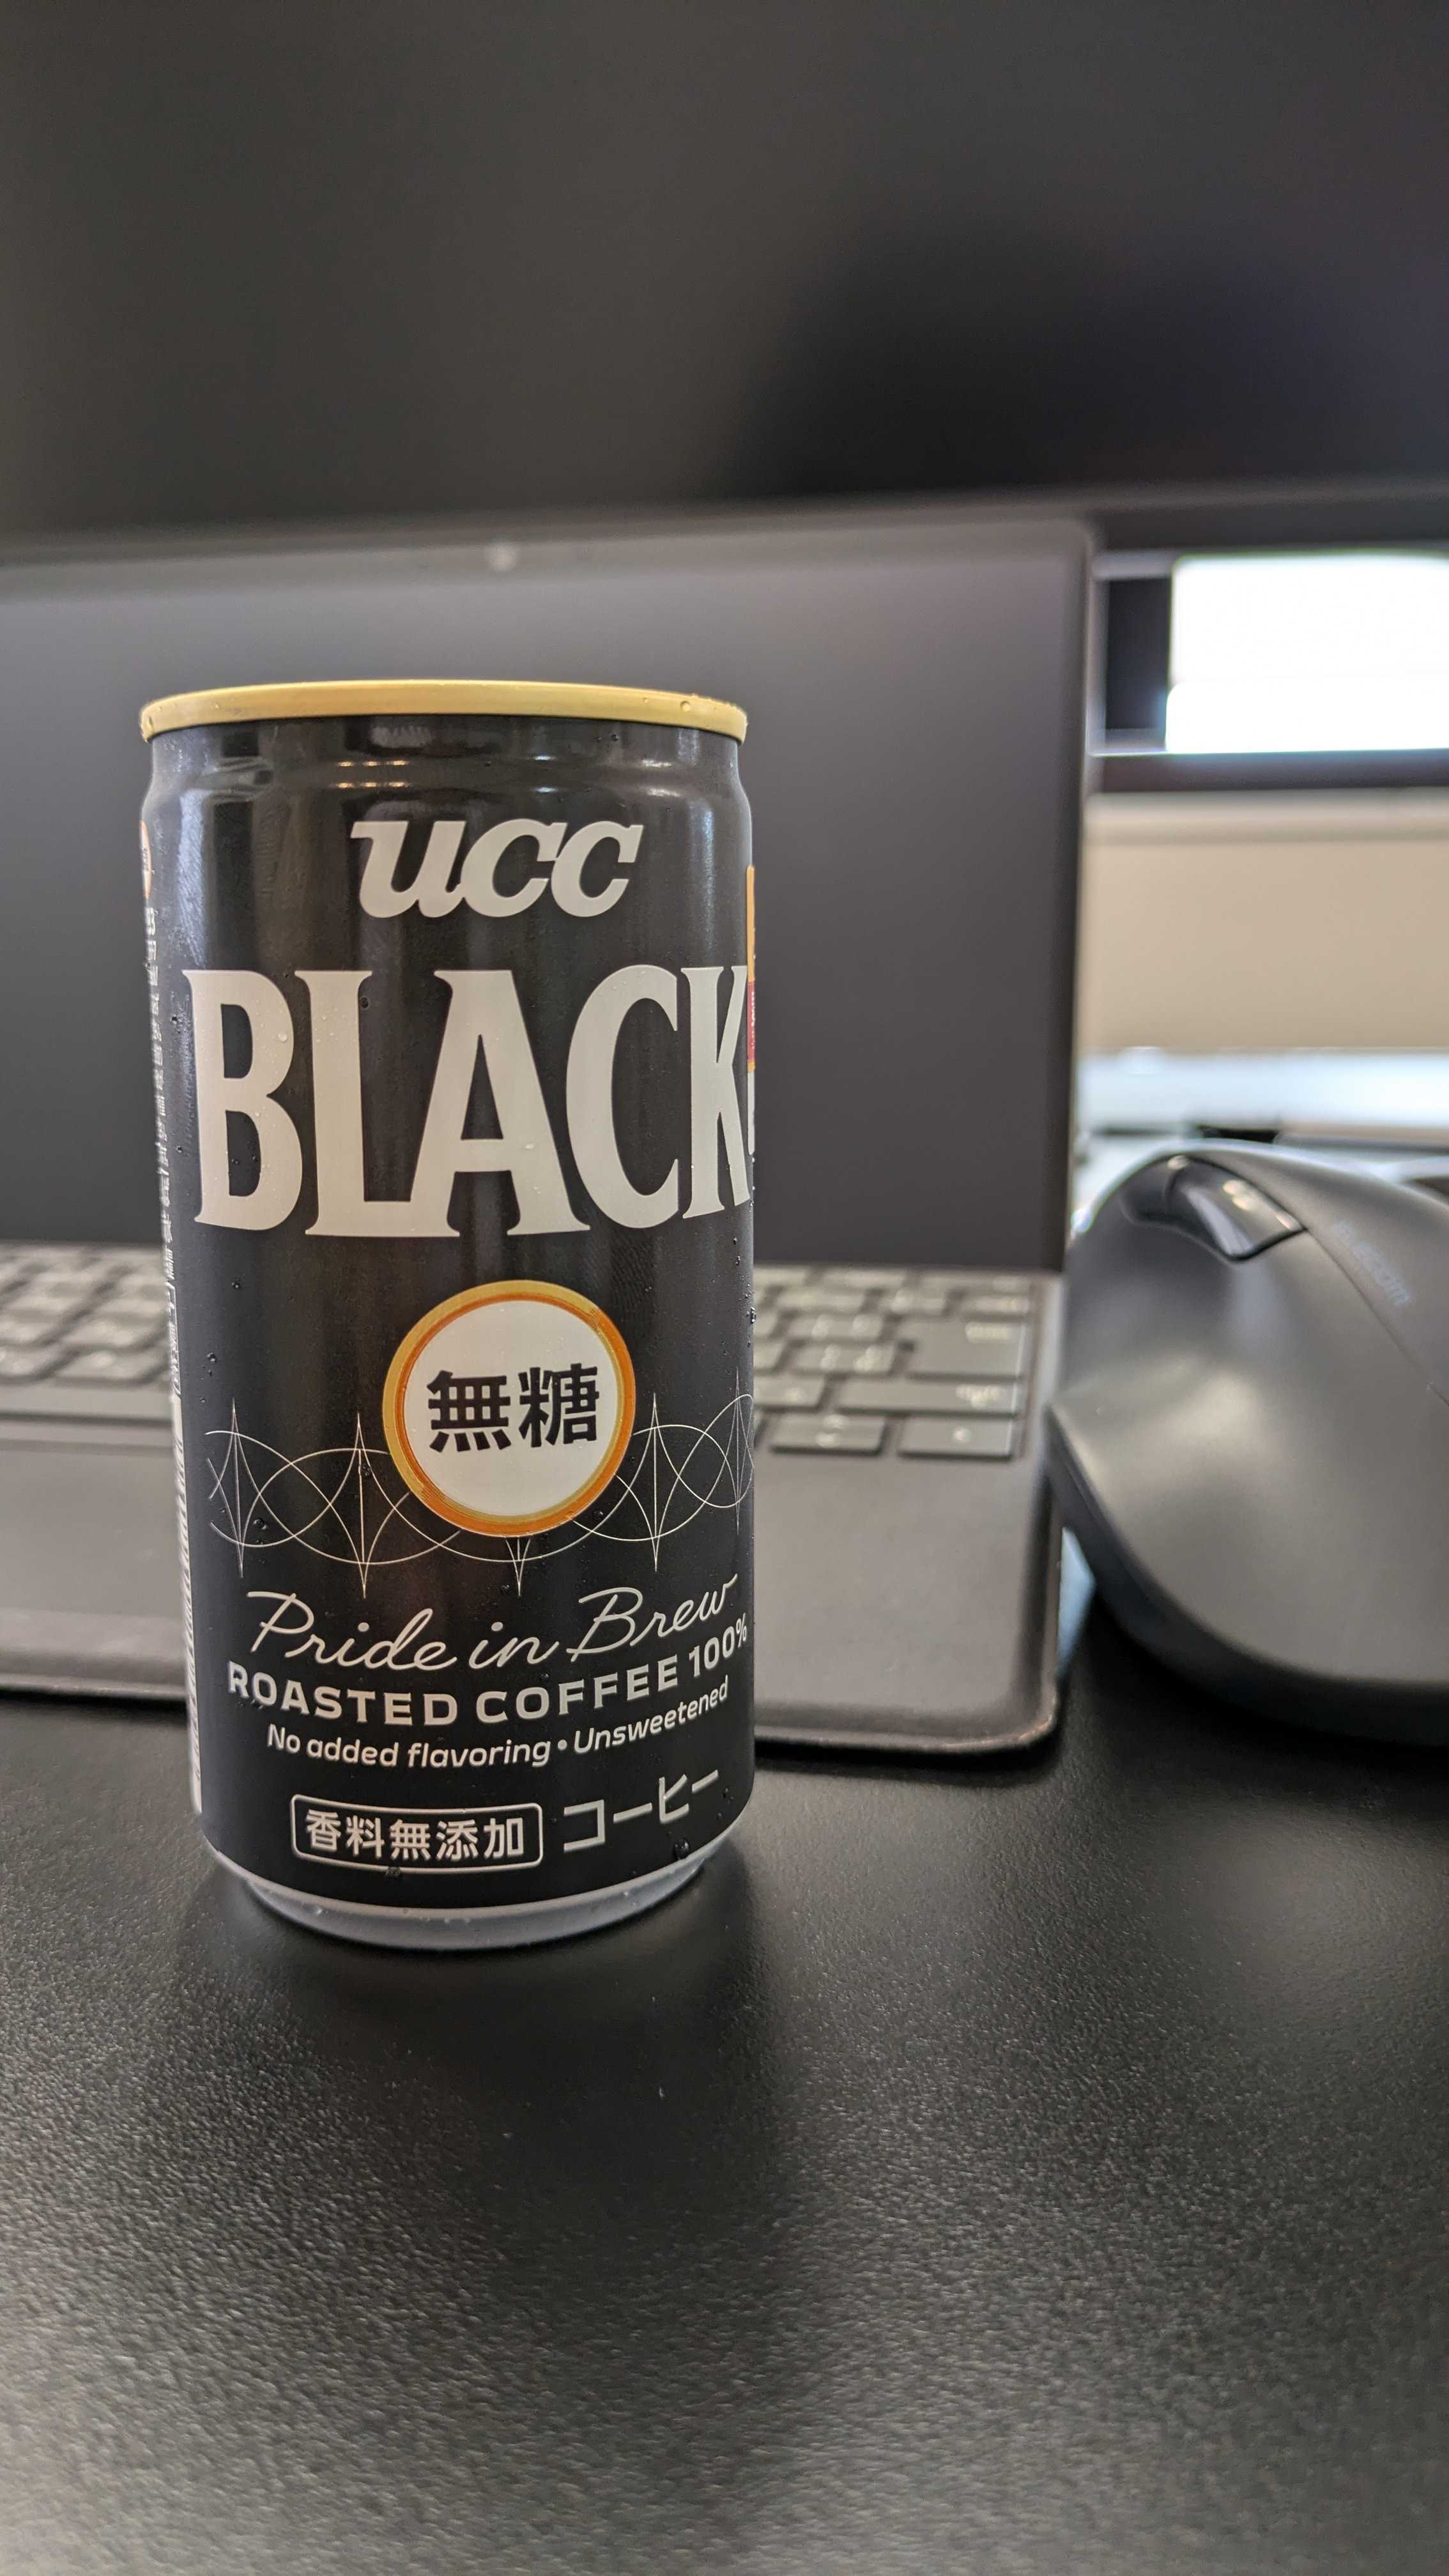 UCC
BLACK
無糖
Pride in Brew
ROASTED COFFEE 100%
No added flavoring•Unsweetened
香料無添加 コーヒー